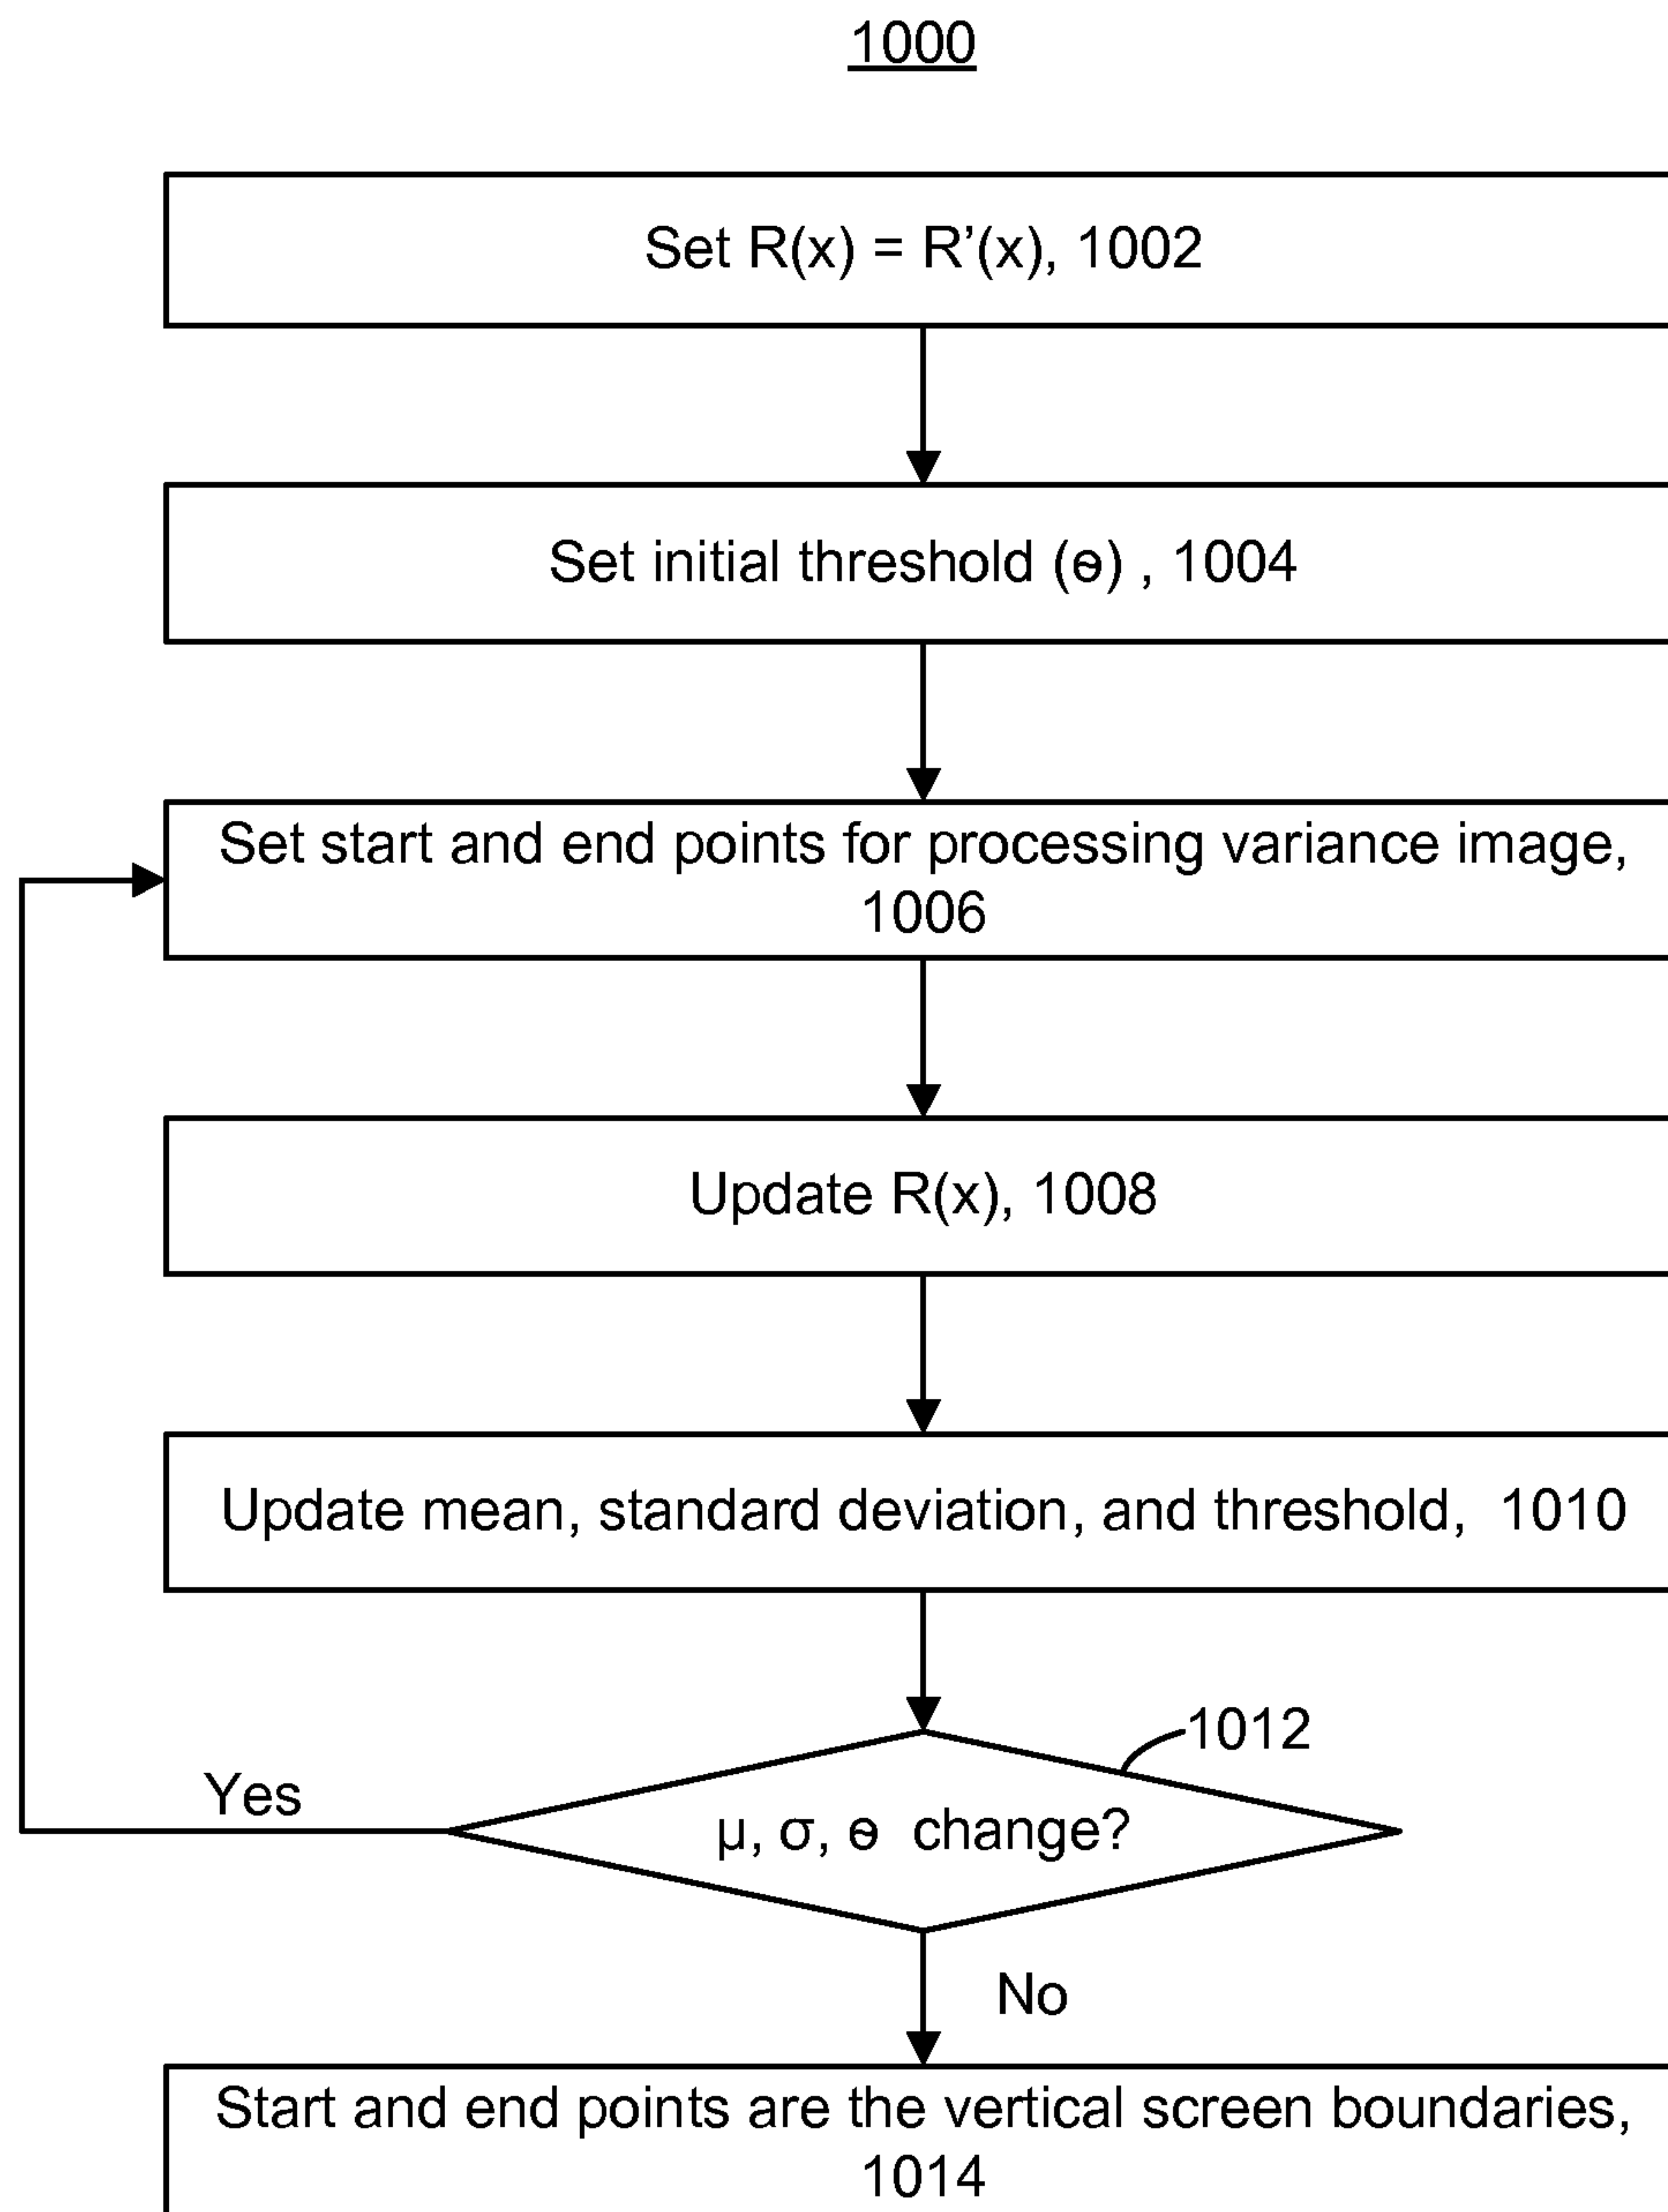 1000
Set R(x) = R’(x), 1002
Set initial threshold (ɵ) , 1004
Set start and end points for processing variance image,
1006
Update R(x), 1008
Update mean, standard deviation, and threshold, 1010
1012
Yes
μ, σ, ɵ change?
No
Start and end points are the vertical screen boundaries,
1014